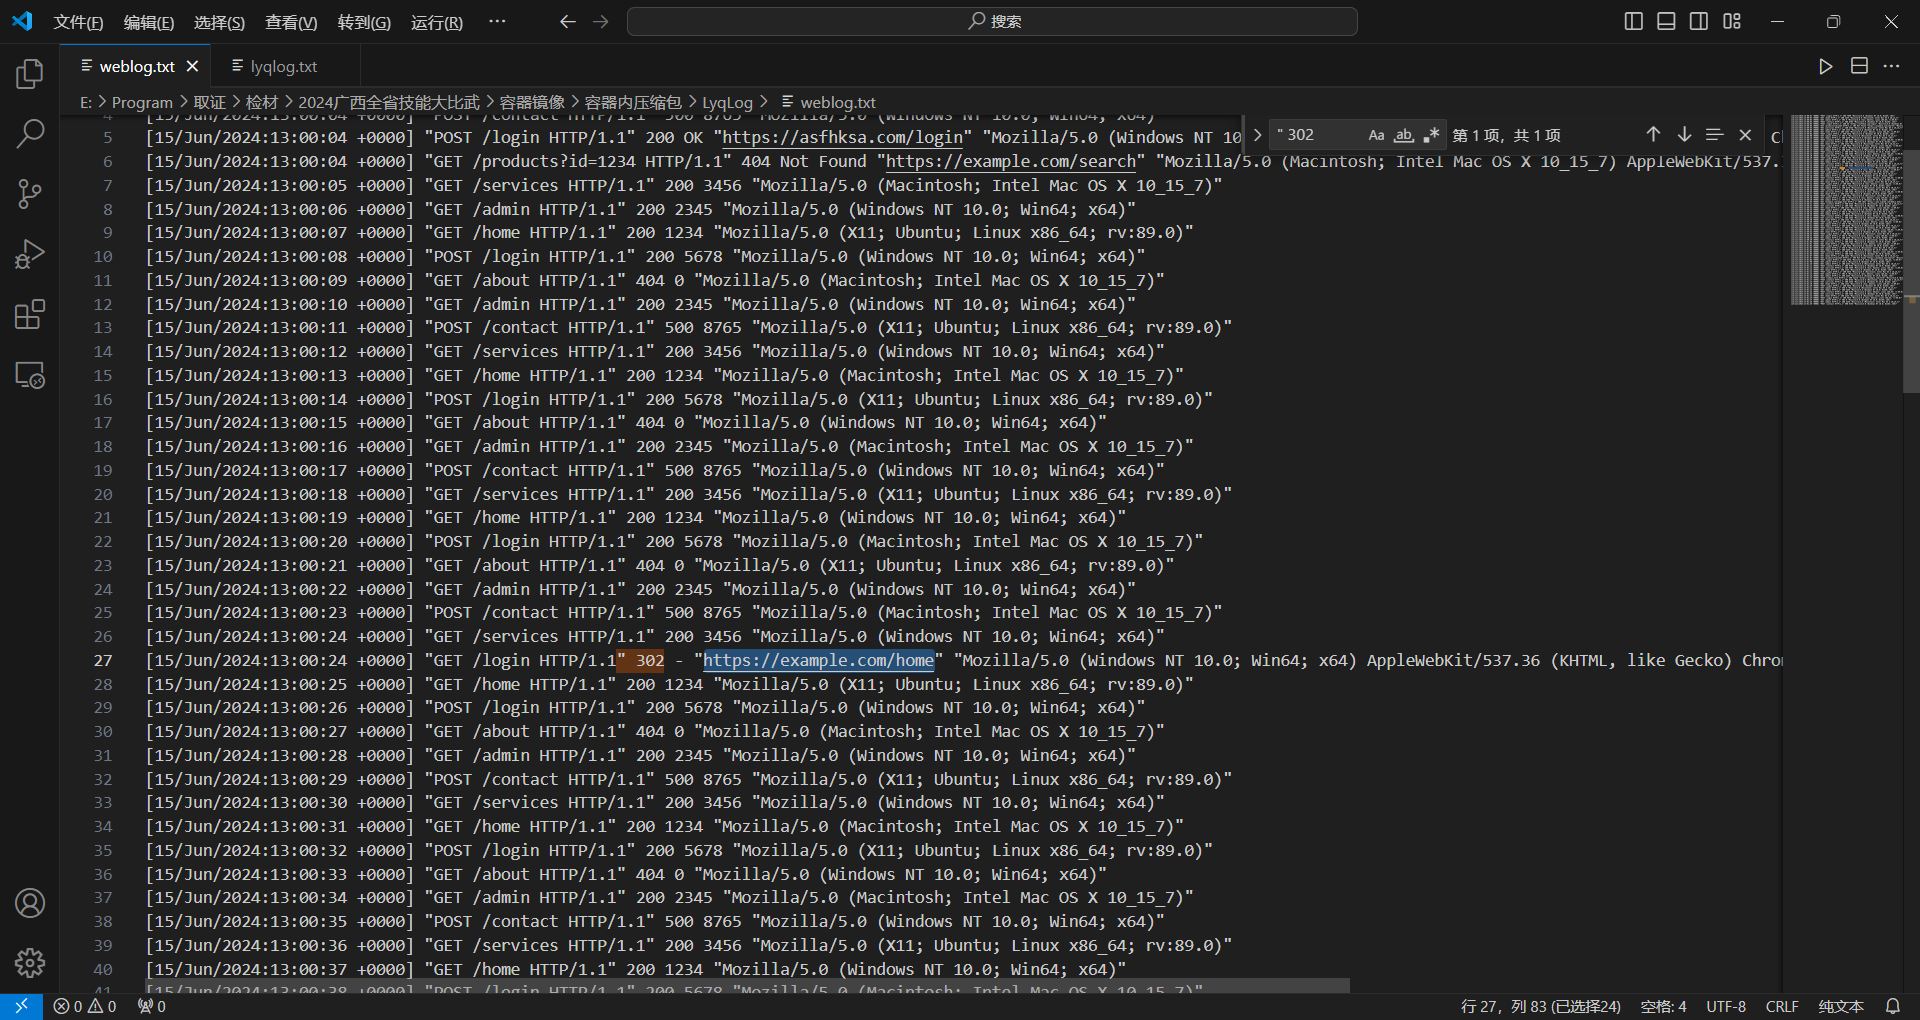 文件(F) 编辑(E) 选择(S) 查看(V) 转到(G) 运行(R) ··· 搜索
weblog.txt lyqlog.txt
E: > Program > 取证 > 检材 > 2024广西全省技能大比武 > 容器镜像 > 容器内压缩包 > LyqLog > weblog.txt
" 302 Aa ab 第 1 项，共 1 项
4 [15/Jun/2024:13:00:04 +0000] "POST /contact HTTP/1.1" 500 8765 "Mozilla/5.0 (Windows NT 10.0; Win64; x64)"
5 [15/Jun/2024:13:00:04 +0000] "POST /login HTTP/1.1" 200 OK "https://asfhksa.com/login" "Mozilla/5.0 (Windows NT 10
6 [15/Jun/2024:13:00:04 +0000] "GET /products?id=1234 HTTP/1.1" 404 Not Found "https://example.com/search" "Mozilla/5.0 (Macintosh; Intel Mac OS X 10_15_7) AppleWebKit/537.
7 [15/Jun/2024:13:00:05 +0000] "GET /services HTTP/1.1" 200 3456 "Mozilla/5.0 (Macintosh; Intel Mac OS X 10_15_7)"
8 [15/Jun/2024:13:00:06 +0000] "GET /admin HTTP/1.1" 200 2345 "Mozilla/5.0 (Windows NT 10.0; Win64; x64)"
9 [15/Jun/2024:13:00:07 +0000] "GET /home HTTP/1.1" 200 1234 "Mozilla/5.0 (X11; Ubuntu; Linux x86_64; rv:89.0)"
10 [15/Jun/2024:13:00:08 +0000] "POST /login HTTP/1.1" 200 5678 "Mozilla/5.0 (Windows NT 10.0; Win64; x64)"
11 [15/Jun/2024:13:00:09 +0000] "GET /about HTTP/1.1" 404 0 "Mozilla/5.0 (Macintosh; Intel Mac OS X 10_15_7)"
12 [15/Jun/2024:13:00:10 +0000] "GET /admin HTTP/1.1" 200 2345 "Mozilla/5.0 (Windows NT 10.0; Win64; x64)"
13 [15/Jun/2024:13:00:11 +0000] "POST /contact HTTP/1.1" 500 8765 "Mozilla/5.0 (X11; Ubuntu; Linux x86_64; rv:89.0)"
14 [15/Jun/2024:13:00:12 +0000] "GET /services HTTP/1.1" 200 3456 "Mozilla/5.0 (Windows NT 10.0; Win64; x64)"
15 [15/Jun/2024:13:00:13 +0000] "GET /home HTTP/1.1" 200 1234 "Mozilla/5.0 (Macintosh; Intel Mac OS X 10_15_7)"
16 [15/Jun/2024:13:00:14 +0000] "POST /login HTTP/1.1" 200 5678 "Mozilla/5.0 (X11; Ubuntu; Linux x86_64; rv:89.0)"
17 [15/Jun/2024:13:00:15 +0000] "GET /about HTTP/1.1" 404 0 "Mozilla/5.0 (Windows NT 10.0; Win64; x64)"
18 [15/Jun/2024:13:00:16 +0000] "GET /admin HTTP/1.1" 200 2345 "Mozilla/5.0 (Macintosh; Intel Mac OS X 10_15_7)"
19 [15/Jun/2024:13:00:17 +0000] "POST /contact HTTP/1.1" 500 8765 "Mozilla/5.0 (Windows NT 10.0; Win64; x64)"
20 [15/Jun/2024:13:00:18 +0000] "GET /services HTTP/1.1" 200 3456 "Mozilla/5.0 (X11; Ubuntu; Linux x86_64; rv:89.0)"
21 [15/Jun/2024:13:00:19 +0000] "GET /home HTTP/1.1" 200 1234 "Mozilla/5.0 (Windows NT 10.0; Win64; x64)"
22 [15/Jun/2024:13:00:20 +0000] "POST /login HTTP/1.1" 200 5678 "Mozilla/5.0 (Macintosh; Intel Mac OS X 10_15_7)"
23 [15/Jun/2024:13:00:21 +0000] "GET /about HTTP/1.1" 404 0 "Mozilla/5.0 (X11; Ubuntu; Linux x86_64; rv:89.0)"
24 [15/Jun/2024:13:00:22 +0000] "GET /admin HTTP/1.1" 200 2345 "Mozilla/5.0 (Windows NT 10.0; Win64; x64)"
25 [15/Jun/2024:13:00:23 +0000] "POST /contact HTTP/1.1" 500 8765 "Mozilla/5.0 (Macintosh; Intel Mac OS X 10_15_7)"
26 [15/Jun/2024:13:00:24 +0000] "GET /services HTTP/1.1" 200 3456 "Mozilla/5.0 (Windows NT 10.0; Win64; x64)"
27 [15/Jun/2024:13:00:24 +0000] "GET /login HTTP/1.1" 302 - "https://example.com/home" "Mozilla/5.0 (Windows NT 10.0; Win64; x64) AppleWebKit/537.36 (KHTML, like Gecko) Chro
28 [15/Jun/2024:13:00:25 +0000] "GET /home HTTP/1.1" 200 1234 "Mozilla/5.0 (X11; Ubuntu; Linux x86_64; rv:89.0)"
29 [15/Jun/2024:13:00:26 +0000] "POST /login HTTP/1.1" 200 5678 "Mozilla/5.0 (Windows NT 10.0; Win64; x64)"
30 [15/Jun/2024:13:00:27 +0000] "GET /about HTTP/1.1" 404 0 "Mozilla/5.0 (Macintosh; Intel Mac OS X 10_15_7)"
31 [15/Jun/2024:13:00:28 +0000] "GET /admin HTTP/1.1" 200 2345 "Mozilla/5.0 (Windows NT 10.0; Win64; x64)"
32 [15/Jun/2024:13:00:29 +0000] "POST /contact HTTP/1.1" 500 8765 "Mozilla/5.0 (X11; Ubuntu; Linux x86_64; rv:89.0)"
33 [15/Jun/2024:13:00:30 +0000] "GET /services HTTP/1.1" 200 3456 "Mozilla/5.0 (Windows NT 10.0; Win64; x64)"
34 [15/Jun/2024:13:00:31 +0000] "GET /home HTTP/1.1" 200 1234 "Mozilla/5.0 (Macintosh; Intel Mac OS X 10_15_7)"
35 [15/Jun/2024:13:00:32 +0000] "POST /login HTTP/1.1" 200 5678 "Mozilla/5.0 (X11; Ubuntu; Linux x86_64; rv:89.0)"
36 [15/Jun/2024:13:00:33 +0000] "GET /about HTTP/1.1" 404 0 "Mozilla/5.0 (Windows NT 10.0; Win64; x64)"
37 [15/Jun/2024:13:00:34 +0000] "GET /admin HTTP/1.1" 200 2345 "Mozilla/5.0 (Macintosh; Intel Mac OS X 10_15_7)"
38 [15/Jun/2024:13:00:35 +0000] "POST /contact HTTP/1.1" 500 8765 "Mozilla/5.0 (Windows NT 10.0; Win64; x64)"
39 [15/Jun/2024:13:00:36 +0000] "GET /services HTTP/1.1" 200 3456 "Mozilla/5.0 (X11; Ubuntu; Linux x86_64; rv:89.0)"
40 [15/Jun/2024:13:00:37 +0000] "GET /home HTTP/1.1" 200 1234 "Mozilla/5.0 (Windows NT 10.0; Win64; x64)"
41 [15/Jun/2024:13:00:38 +0000] "POST /login HTTP/1.1" 200 5678 "Mozilla/5.0 (Macintosh; Intel Mac OS X 10_15_7)"
0 0 0 行 27，列 83 (已选择24) 空格: 4 UTF-8 CRLF 纯文本